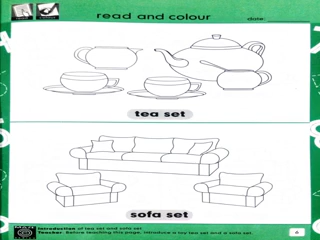 read and colour
date:
tea set
sofa set
Introduction of tea set and sofa set.
Teacher: Before teaching this page, introduce a toy tea set and a sofa set.
6